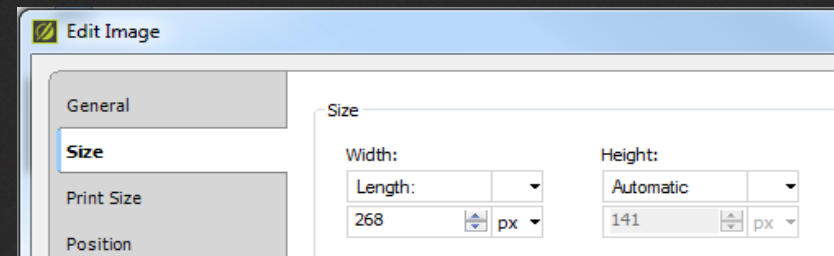 Edit Image
General
Size
Print Size
Position
Size
Width:
Height:
Length:
Automatic
268 px
141 px